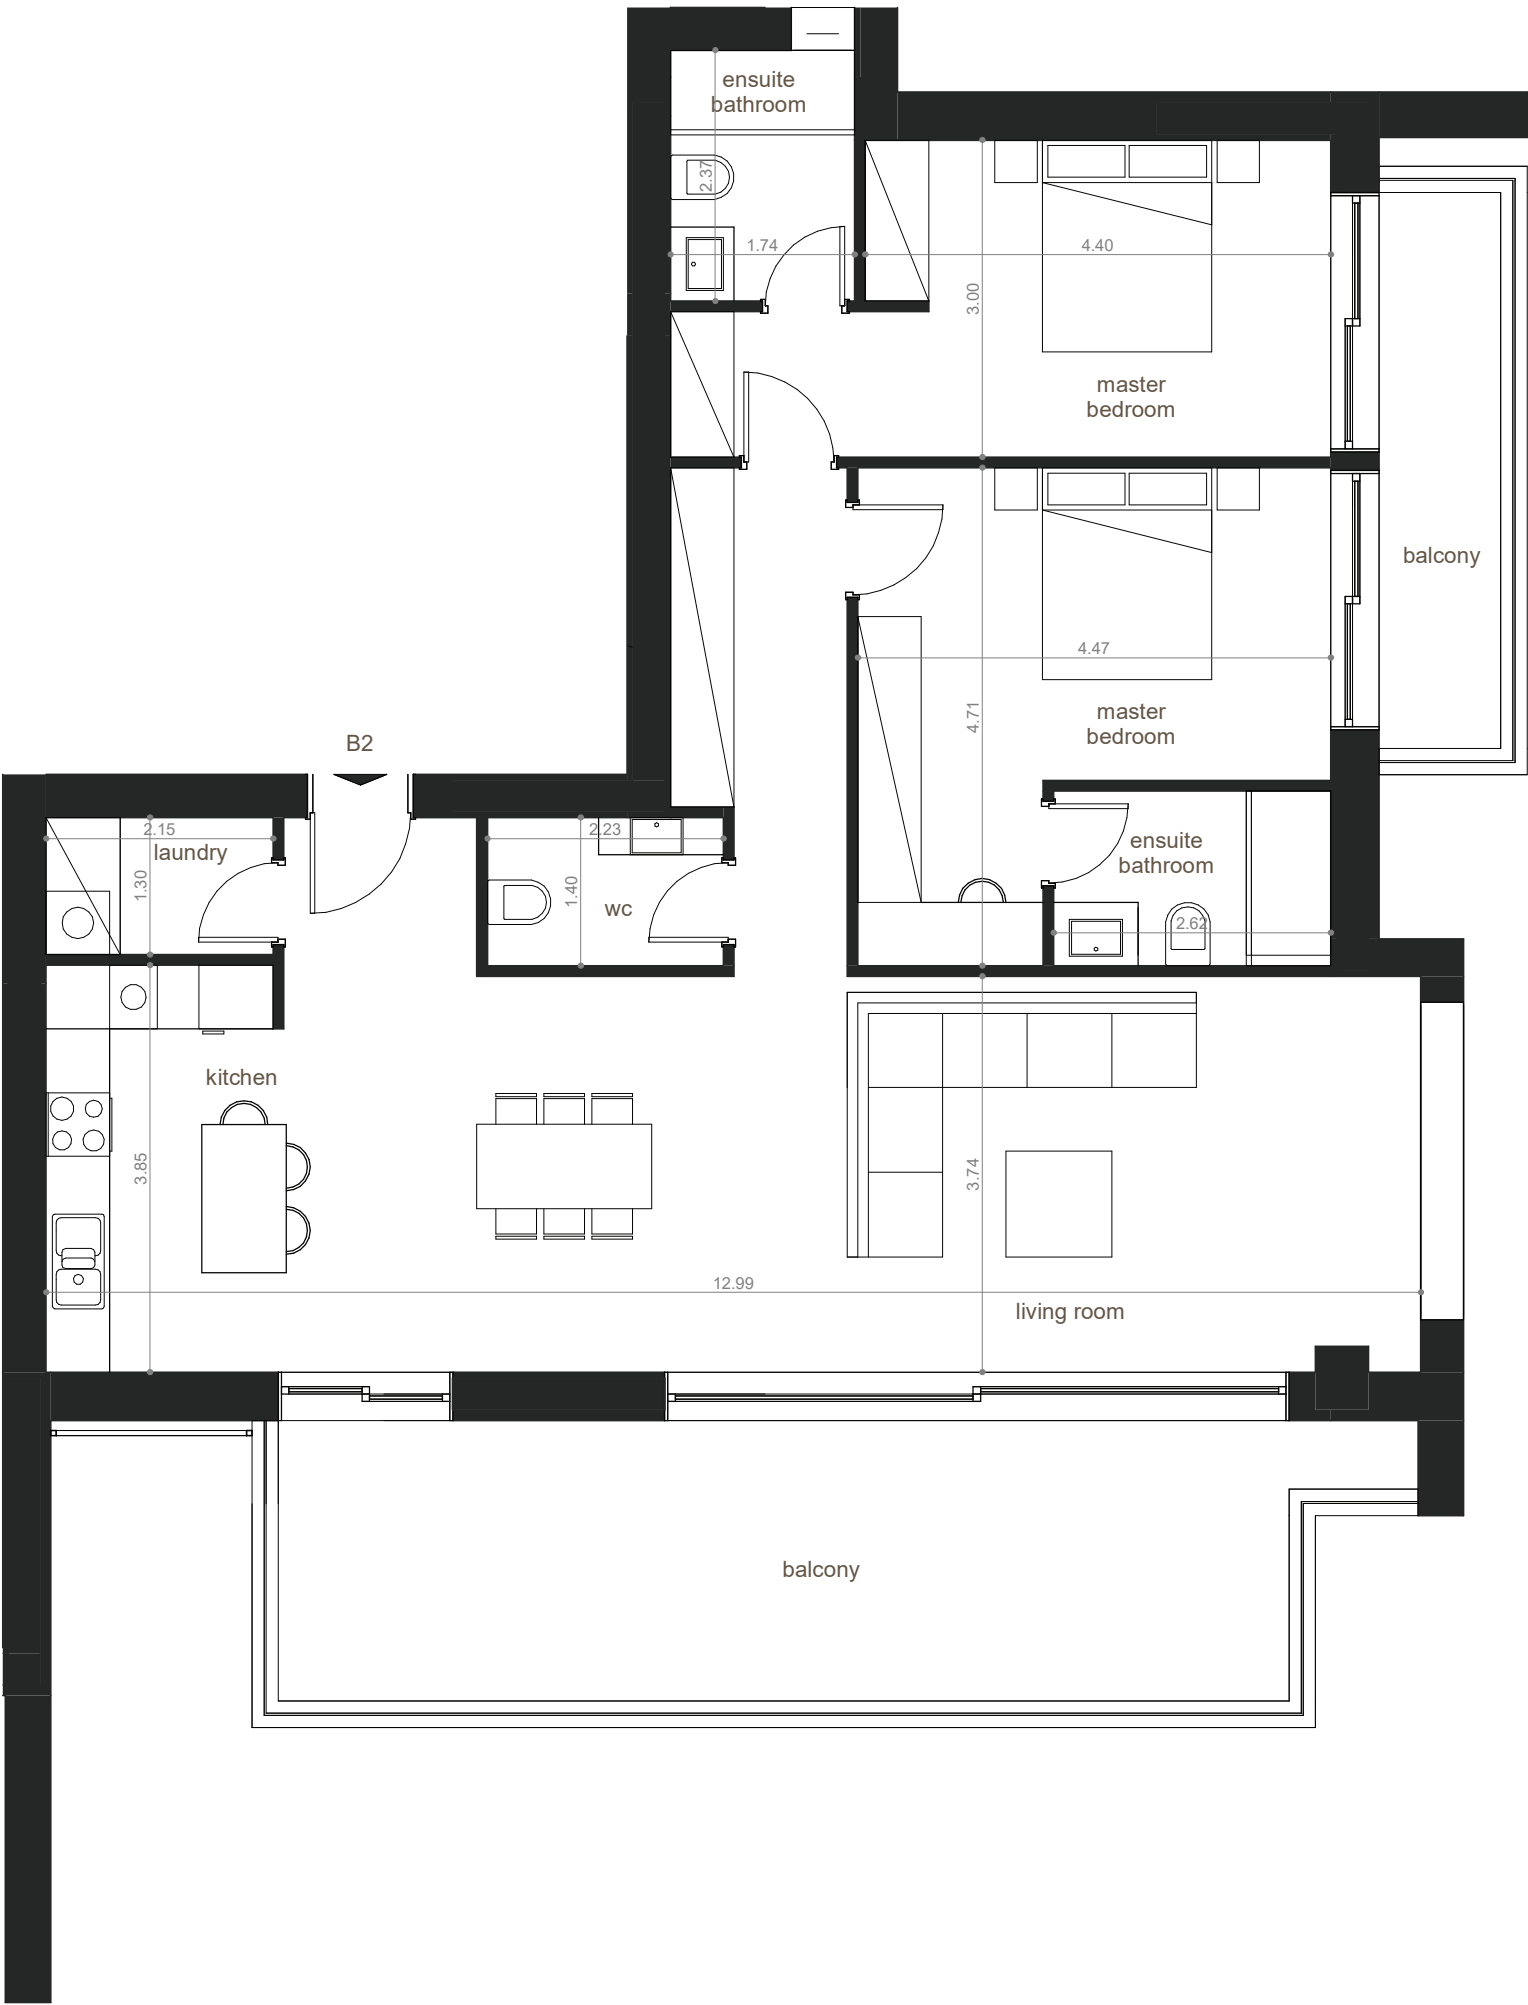 ensuite
bathroom
2.37
1.74
4.40
3.00
master
bedroom
balcony
4.47
4.71
master
bedroom
B2
2.15
laundry
1.30
2.23
1.40
wc
ensuite
bathroom
2.62
kitchen
3.85
3.74
12.99
living room
balcony